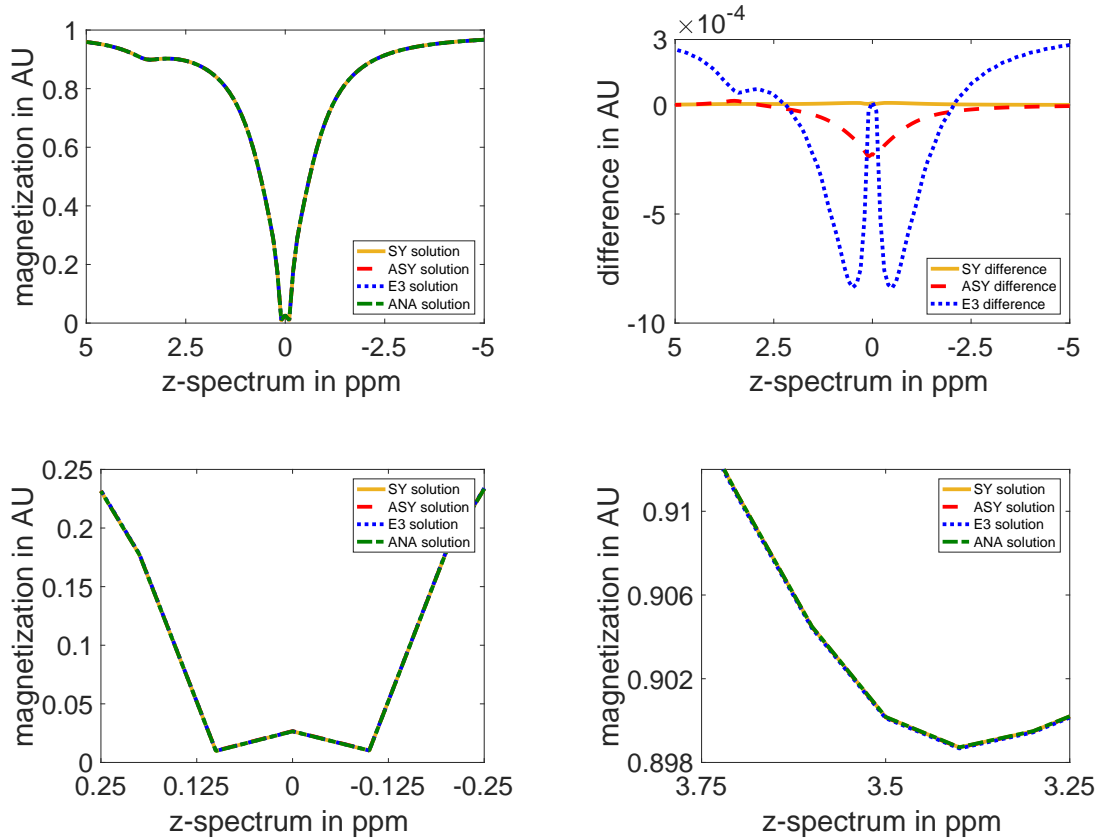 magnetization in AU
1
0.8
0.6
0.4
0.2
0
5
2.5
0
-2.5
-5
z-spectrum in ppm
SY solution
ASY solution
E3 solution
ANA solution
×10⁻⁴
difference in AU
3
0
-5
-10
5
2.5
0
-2.5
-5
z-spectrum in ppm
SY difference
ASY difference
E3 difference
magnetization in AU
0.25
0.2
0.15
0.1
0.05
0
0.25
0.125
0
-0.125
-0.25
z-spectrum in ppm
SY solution
ASY solution
E3 solution
ANA solution
magnetization in AU
0.91
0.906
0.902
0.898
3.75
3.5
3.25
z-spectrum in ppm
SY solution
ASY solution
E3 solution
ANA solution